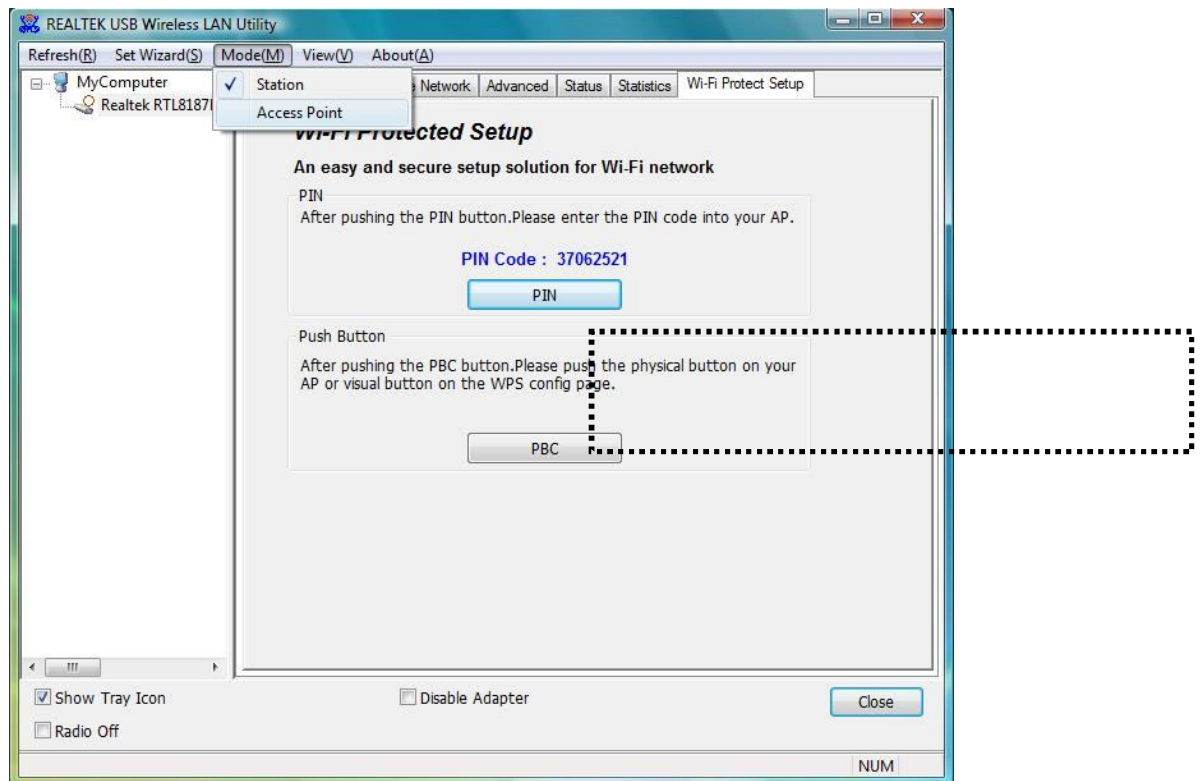 REALTEK USB Wireless LAN Utility
Refresh(R) Set Wizard(S) Mode(M) View(V) About(A)
MyComputer
Realtek RTL8187
Station
Access Point
Network Advanced Status Statistics Wi-Fi Protect Setup
Wi-Fi Protected Setup
An easy and secure setup solution for Wi-Fi network
PIN
After pushing the PIN button.Please enter the PIN code into your AP.
PIN Code : 37062521
PIN
Push Button
After pushing the PBC button.Please push the physical button on your
AP or visual button on the WPS config page.
PBC
Show Tray Icon
Disable Adapter
Close
Radio Off
NUM